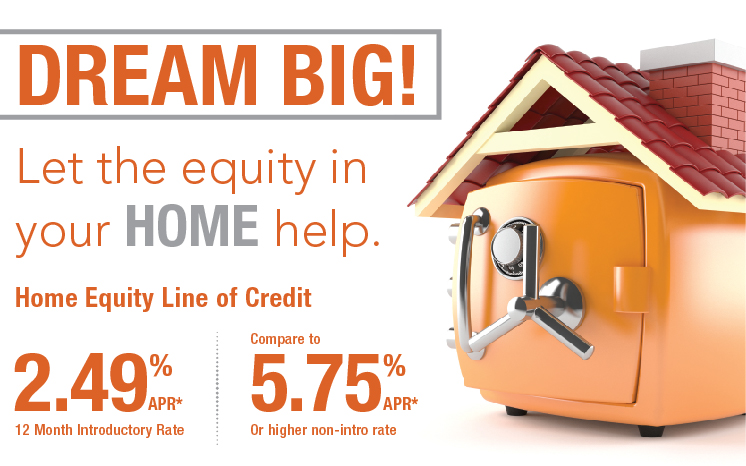 DREAM BIG!
Let the equity in
your HOME help.
Home Equity Line of Credit
2.49% APR*
12 Month Introductory Rate
Compare to
5.75% APR*
Or higher non-intro rate